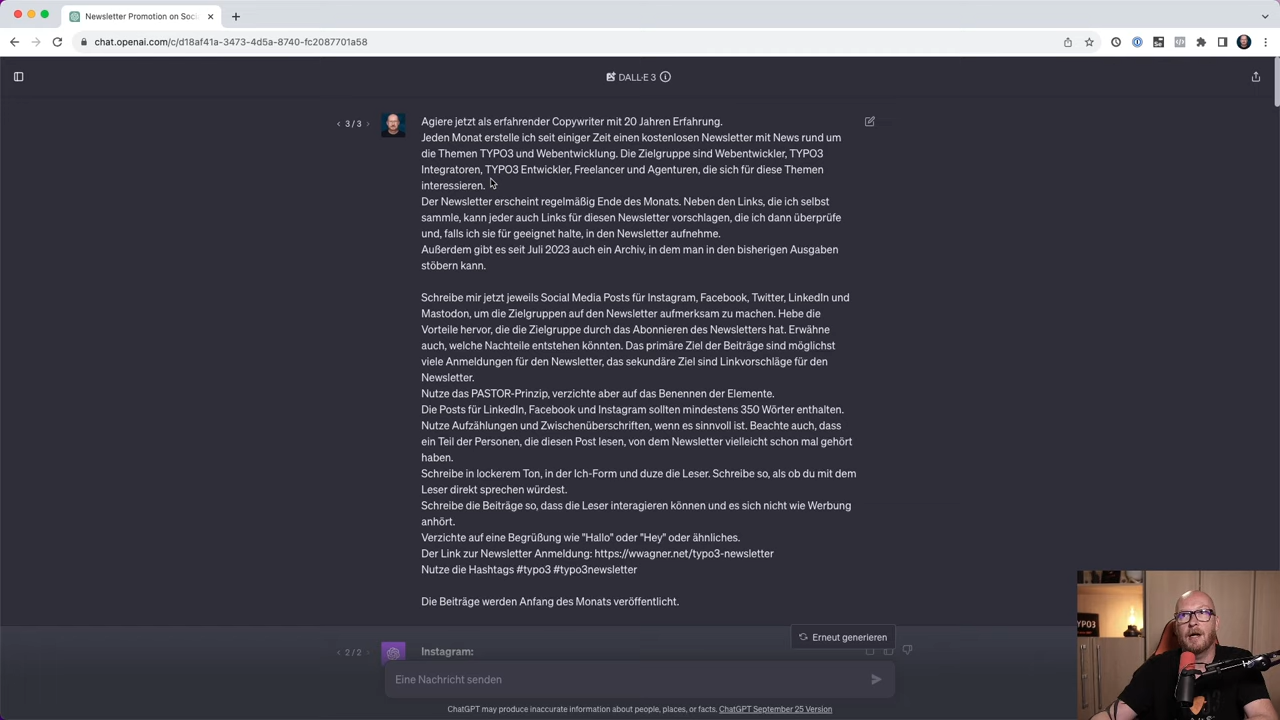 Newsletter Promotion on Soci
chat.openai.com/c/d18af41a-3473-4d5a-8740-fc2087701a58
DALL·E 3
3 / 3
Agiere jetzt als erfahrender Copywriter mit 20 Jahren Erfahrung.
Jeden Monat erstelle ich seit einiger Zeit einen kostenlosen Newsletter mit News rund um
die Themen TYPO3 und Webentwicklung. Die Zielgruppe sind Webentwickler, TYPO3
Integratoren, TYPO3 Entwickler, Freelancer und Agenturen, die sich für diese Themen
interessieren.
Der Newsletter erscheint regelmäßig Ende des Monats. Neben den Links, die ich selbst
sammle, kann jeder auch Links für diesen Newsletter vorschlagen, die ich dann überprüfe
und, falls ich sie für geeignet halte, in den Newsletter aufnehme.
Außerdem gibt es seit Juli 2023 auch ein Archiv, in dem man in den bisherigen Ausgaben
stöbern kann.
Schreibe mir jetzt jeweils Social Media Posts für Instagram, Facebook, Twitter, LinkedIn und
Mastodon, um die Zielgruppen auf den Newsletter aufmerksam zu machen. Hebe die
Vorteile hervor, die die Zielgruppe durch das Abonnieren des Newsletters hat. Erwähne
auch, welche Nachteile entstehen könnten. Das primäre Ziel der Beiträge sind möglichst
viele Anmeldungen für den Newsletter, das sekundäre Ziel sind Linkvorschläge für den
Newsletter.
Nutze das PASTOR-Prinzip, verzichte aber auf das Benennen der Elemente.
Die Posts für LinkedIn, Facebook und Instagram sollten mindestens 350 Wörter enthalten.
Nutze Aufzählungen und Zwischenüberschriften, wenn es sinnvoll ist. Beachte auch, dass
ein Teil der Personen, die diesen Post lesen, von dem Newsletter vielleicht schon mal gehört
haben.
Schreibe in lockerem Ton, in der Ich-Form und duze die Leser. Schreibe so, als ob du mit dem
Leser direkt sprechen würdest.
Schreibe die Beiträge so, dass die Leser interagieren können und es sich nicht wie Werbung
anhört.
Verzichte auf eine Begrüßung wie "Hallo" oder "Hey" oder ähnliches.
Der Link zur Newsletter Anmeldung: https://wwagner.net/typo3-newsletter
Nutze die Hashtags #typo3 #typo3newsletter
Die Beiträge werden Anfang des Monats veröffentlicht.
Erneut generieren
2 / 2
Instagram:
Eine Nachricht senden
ChatGPT may produce inaccurate information about people, places, or facts. ChatGPT September 25 Version
YPO3